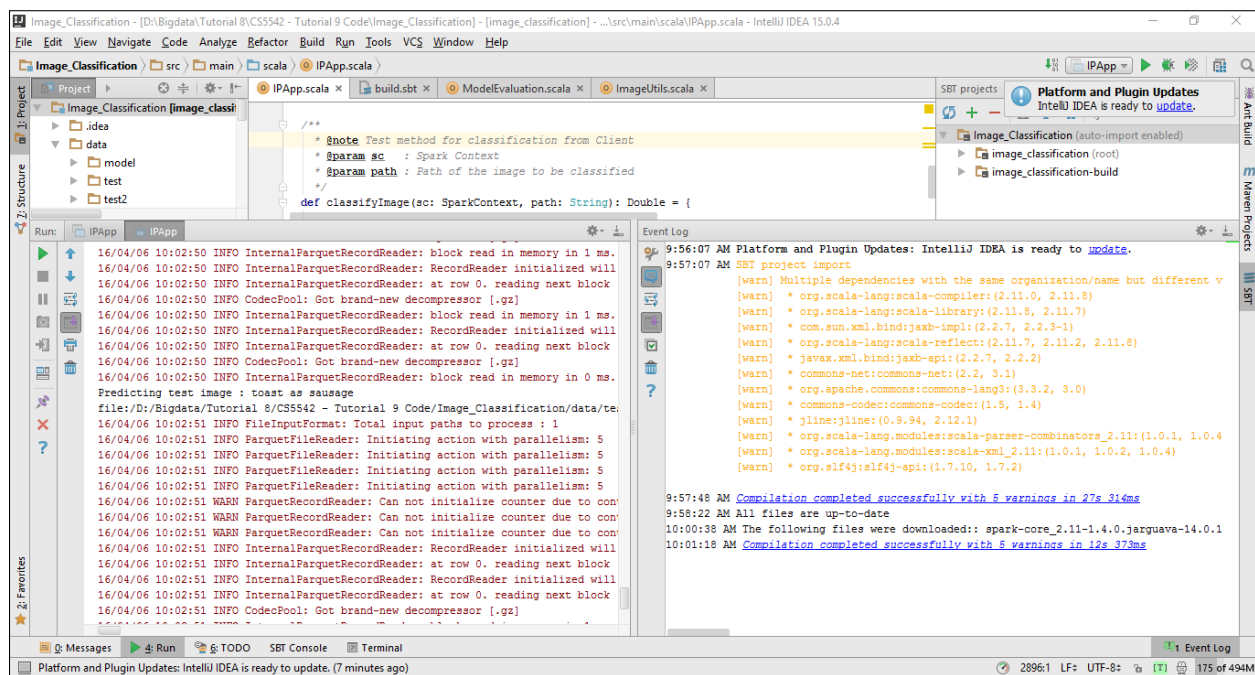 Image_Classification - [D:\Bigdata\Tutorial 8\CS5542 - Tutorial 9 Code\Image_Classification] - [image_classification] - ...\src\main\scala\IPApp.scala - IntelliJ IDEA 15.0.4
File Edit View Navigate Code Analyze Refactor Build Run Tools VCS Window Help
Image_Classification src main scala IPApp.scala
IPApp
Project
IPApp.scala build.sbt ModelEvaluation.scala ImageUtils.scala
SBT projects
Platform and Plugin Updates
IntelliJ IDEA is ready to update.
1: Project
Z: Structure
2: Favorites
Image_Classification [image_classif
.idea
data
model
test
test2
/**
* @note Test method for classification from Client
* @param sc : Spark Context
* @param path : Path of the image to be classified
*/
def classifyImage(sc: SparkContext, path: String): Double = {
Image_Classification (auto-import enabled)
image_classification (root)
image_classification-build
Ant Build
Maven Projects
SBT
Run: IPApp IPApp
16/04/06 10:02:50 INFO InternalParquetRecordReader: block read in memory in 1 ms.
16/04/06 10:02:50 INFO InternalParquetRecordReader: RecordReader initialized will
16/04/06 10:02:50 INFO InternalParquetRecordReader: at row 0. reading next block
16/04/06 10:02:50 INFO CodecPool: Got brand-new decompressor [.gz]
16/04/06 10:02:50 INFO InternalParquetRecordReader: block read in memory in 1 ms.
16/04/06 10:02:50 INFO InternalParquetRecordReader: RecordReader initialized will
16/04/06 10:02:50 INFO InternalParquetRecordReader: at row 0. reading next block
16/04/06 10:02:50 INFO CodecPool: Got brand-new decompressor [.gz]
16/04/06 10:02:50 INFO InternalParquetRecordReader: block read in memory in 0 ms.
Predicting test image : toast as sausage
file:/D:/Bigdata/Tutorial 8/CS5542 - Tutorial 9 Code/Image_Classification/data/te
16/04/06 10:02:51 INFO FileInputFormat: Total input paths to process : 1
16/04/06 10:02:51 INFO ParquetFileReader: Initiating action with parallelism: 5
16/04/06 10:02:51 INFO ParquetFileReader: Initiating action with parallelism: 5
16/04/06 10:02:51 INFO ParquetFileReader: Initiating action with parallelism: 5
16/04/06 10:02:51 INFO ParquetFileReader: Initiating action with parallelism: 5
16/04/06 10:02:51 WARN ParquetRecordReader: Can not initialize counter due to con
16/04/06 10:02:51 WARN ParquetRecordReader: Can not initialize counter due to con
16/04/06 10:02:51 WARN ParquetRecordReader: Can not initialize counter due to con
16/04/06 10:02:51 INFO InternalParquetRecordReader: RecordReader initialized will
16/04/06 10:02:51 INFO InternalParquetRecordReader: at row 0. reading next block
16/04/06 10:02:51 INFO InternalParquetRecordReader: RecordReader initialized will
16/04/06 10:02:51 INFO InternalParquetRecordReader: at row 0. reading next block
16/04/06 10:02:51 INFO CodecPool: Got brand-new decompressor [.gz]
Event Log
9:56:07 AM Platform and Plugin Updates: IntelliJ IDEA is ready to update.
9:57:07 AM SBT project import
[warn] Multiple dependencies with the same organization/name but different v
[warn] * org.scala-lang:scala-compiler:(2.11.0, 2.11.8)
[warn] * org.scala-lang:scala-library:(2.11.8, 2.11.7)
[warn] * com.sun.xml.bind:jaxb-impl:(2.2.7, 2.2.3-1)
[warn] * org.scala-lang:scala-reflect:(2.11.7, 2.11.2, 2.11.8)
[warn] * javax.xml.bind:jaxb-api:(2.2.7, 2.2.2)
[warn] * commons-net:commons-net:(2.2, 3.1)
[warn] * org.apache.commons:commons-lang3:(3.3.2, 3.0)
[warn] * commons-codec:commons-codec:(1.5, 1.4)
[warn] * jline:jline:(0.9.94, 2.12.1)
[warn] * org.scala-lang.modules:scala-parser-combinators_2.11:(1.0.1, 1.0.4
[warn] * org.scala-lang.modules:scala-xml_2.11:(1.0.1, 1.0.2, 1.0.4)
[warn] * org.slf4j:slf4j-api:(1.7.10, 1.7.2)
9:57:48 AM Compilation completed successfully with 5 warnings in 27s 314ms
9:58:22 AM All files are up-to-date
10:00:38 AM The following files were downloaded:: spark-core_2.11-1.4.0.jarguava-14.0.1
10:01:18 AM Compilation completed successfully with 5 warnings in 12s 373ms
0: Messages 4: Run 6: TODO SBT Console Terminal 1 Event Log
Platform and Plugin Updates: IntelliJ IDEA is ready to update. (7 minutes ago) 2896:1 LF÷ UTF-8÷ [T] 175 of 494M